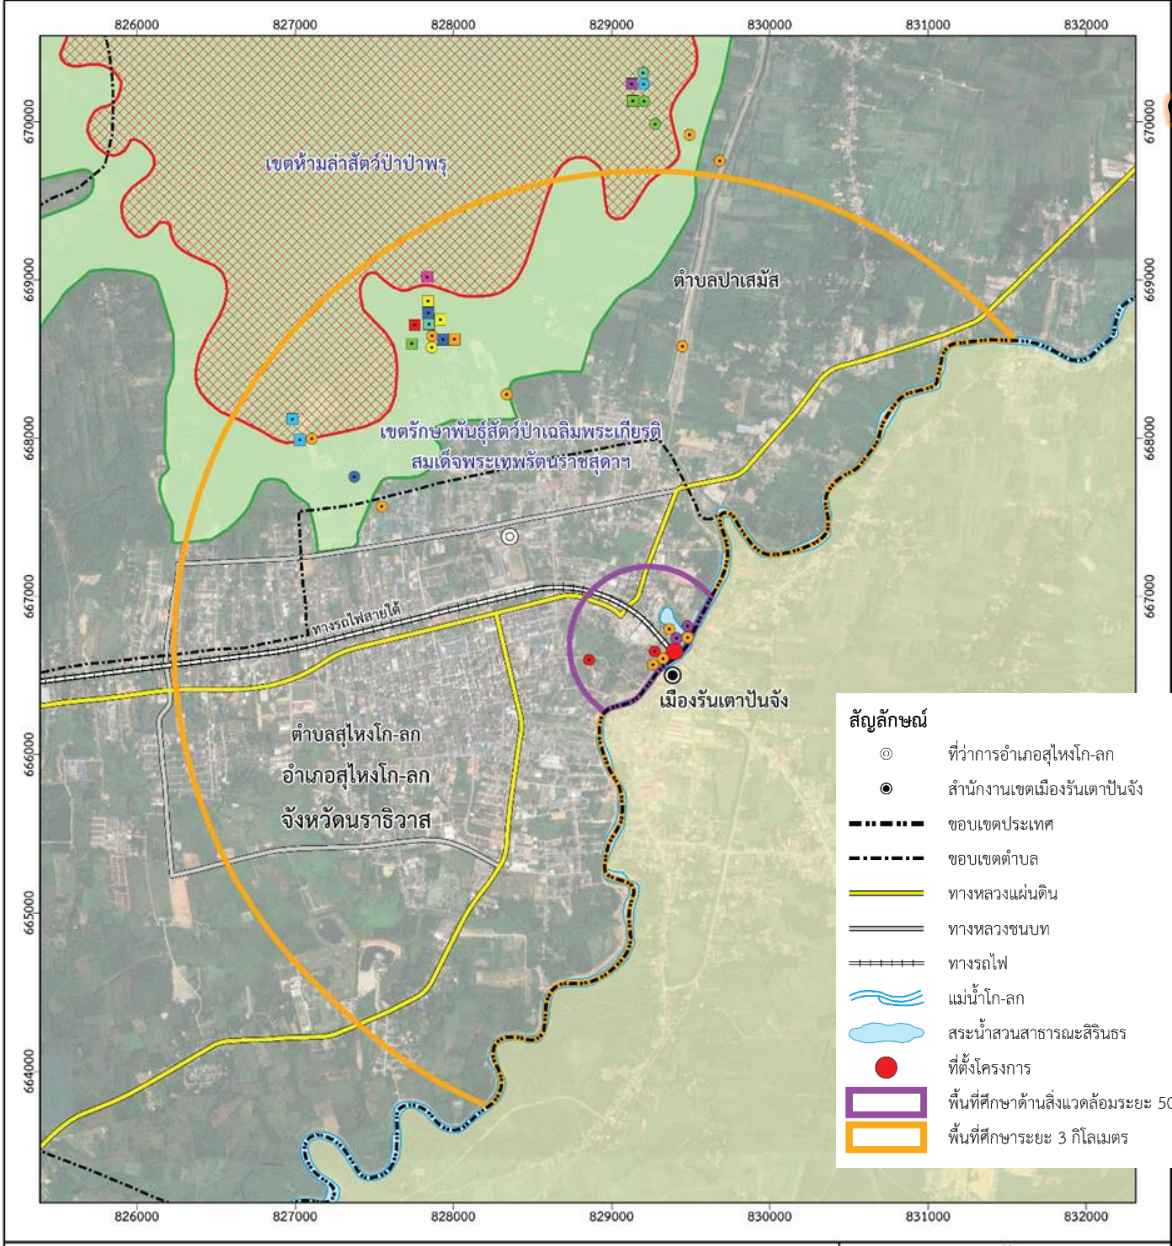 826000 827000 828000 829000 830000 831000 832000
670000 670000
เขตห้ามล่าสัตว์ป่าป่าพรุ
669000 669000
ตำบลปาเสมัส
668000 668000
เขตรักษาพันธุ์สัตว์ป่าเฉลิมพระเกียรติ
สมเด็จพระเทพรัตนราชสุดาฯ
667000 667000
ทางรถไฟสายใต้
เมืองรันเตาปันจัง
666000
ตำบลสุไหงโก-ลก
อำเภอสุไหงโก-ลก
จังหวัดนราธิวาส
665000
664000
สัญลักษณ์
ที่ว่าการอำเภอสุไหงโก-ลก
สำนักงานเขตเมืองรันเตาปันจัง
ขอบเขตประเทศ
ขอบเขตตำบล
ทางหลวงแผ่นดิน
ทางหลวงชนบท
ทางรถไฟ
แม่น้ำโก-ลก
สระน้ำสวนสาธารณะสิรินธร
ที่ตั้งโครงการ
พื้นที่ศึกษาด้านสิ่งแวดล้อมระยะ 50
พื้นที่ศึกษาระยะ 3 กิโลเมตร
826000 827000 828000 829000 830000 831000 832000